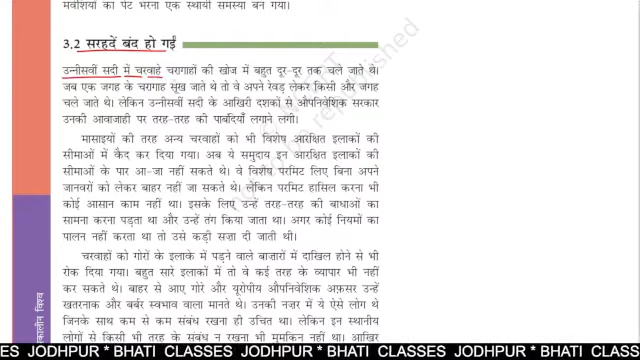 मवेशियों का पेट भरना एक स्थायी समस्या बन गया।
3.2 सरहदें बंद हो गईं
उन्नीसवीं सदी में चरवाहे चरागाहों की खोज में बहुत दूर-दूर तक चले जाते थे।
जब एक जगह के चरागाह सूख जाते थे तो वे अपने रेवड़ लेकर किसी और जगह
चले जाते थे। लेकिन उन्नीसवीं सदी के आखिरी दशकों से औपनिवेशिक सरकार
उनकी आवाजाही पर तरह-तरह की पाबंदियाँ लगाने लगी।
मासाइयों की तरह अन्य चरवाहों को भी विशेष आरक्षित इलाकों की
सीमाओं में कैद कर दिया गया। अब ये समुदाय इन आरक्षित इलाकों की
सीमाओं के पार आ-जा नहीं सकते थे। वे विशेष परमिट लिए बिना अपने
जानवरों को लेकर बाहर नहीं जा सकते थे। लेकिन परमिट हासिल करना भी
कोई आसान काम नहीं था। इसके लिए उन्हें तरह-तरह की बाधाओं का
सामना करना पड़ता था और उन्हें तंग किया जाता था। अगर कोई नियमों का
पालन नहीं करता था तो उसे कड़ी सज़ा दी जाती थी।
चरवाहों को गोरों के इलाके में पड़ने वाले बाज़ारों में दाखिल होने से भी
रोक दिया गया। बहुत सारे इलाकों में तो वे कई तरह के व्यापार भी नहीं
कर सकते थे। बाहर से आए गोरे और यूरोपीय औपनिवेशिक अफ़सर उन्हें
खतरनाक और बर्बर स्वभाव वाला मानते थे। उनकी नज़र में ये ऐसे लोग थे
जिनके साथ कम से कम संबंध रखना ही उचित था। लेकिन इन स्थानीय
लोगों से किसी भी तरह के संबंध न रखना भी मुमकिन नहीं था। आखिर
कालीन विश्व
be republished
ES JODHPUR * BHATI CLASSES JODHPUR * BHATI CLASSES JODHPUR * BHATI CLASSES